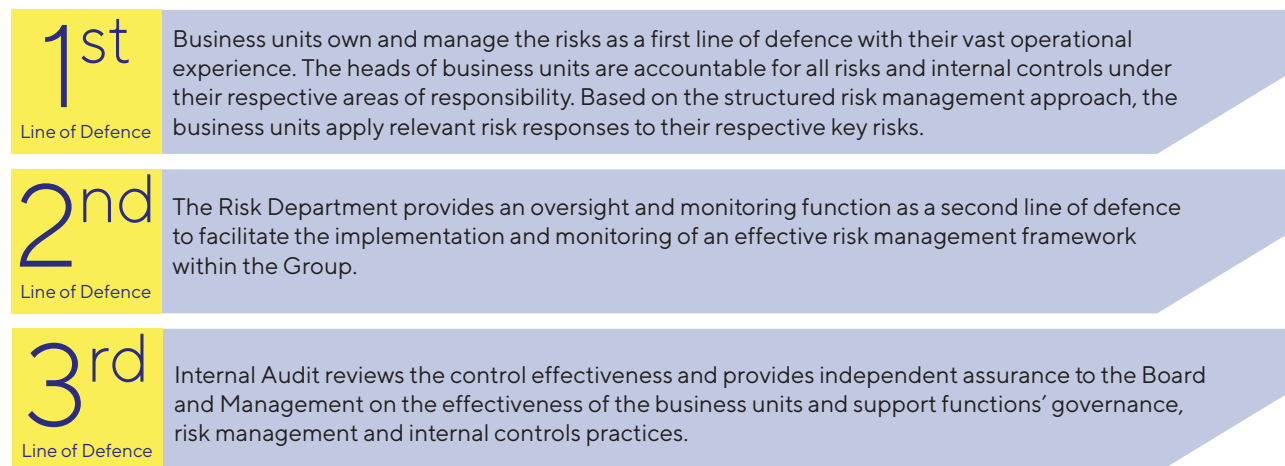 1st
Line of Defence
Business units own and manage the risks as a first line of defence with their vast operational
experience. The heads of business units are accountable for all risks and internal controls under
their respective areas of responsibility. Based on the structured risk management approach, the
business units apply relevant risk responses to their respective key risks.
2nd
Line of Defence
The Risk Department provides an oversight and monitoring function as a second line of defence
to facilitate the implementation and monitoring of an effective risk management framework
within the Group.
3rd
Line of Defence
Internal Audit reviews the control effectiveness and provides independent assurance to the Board
and Management on the effectiveness of the business units and support functions’ governance,
risk management and internal controls practices.